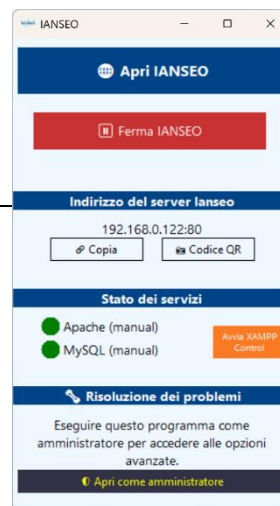 IANSEO
Apri IANSEO
Ferma IANSEO
Indirizzo del server Ianseo
192.168.0.122:80
Copia
Codice QR
Stato dei servizi
Apache (manual)
MySQL (manual)
Avvia XAMPP
Control
Risoluzione dei problemi
Eseguire questo programma come
amministratore per accedere alle opzioni
avanzate.
Apri come amministratore